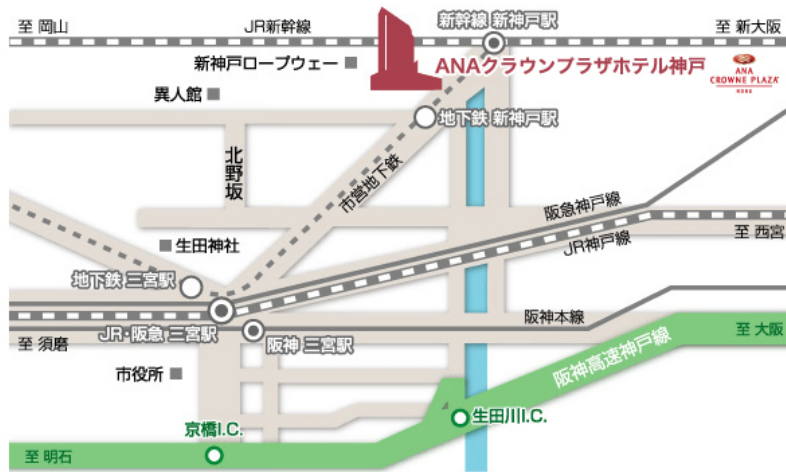 至 岡山
JR新幹線
新幹線 新神戸駅
至 新大阪
新神戸ロープウェー
ANAクラウンプラザホテル神戸
ANA
CROWNE PLAZA
KOBE
異人館
地下鉄 新神戸駅
北野坂
市営地下鉄
阪急神戸線
JR神戸線
至 西宮
生田神社
地下鉄 三宮駅
JR・阪急 三宮駅
阪神 三宮駅
阪神本線
至 須磨
至 大阪
阪神高速神戸線
市役所
生田川I.C.
京橋I.C.
至 明石